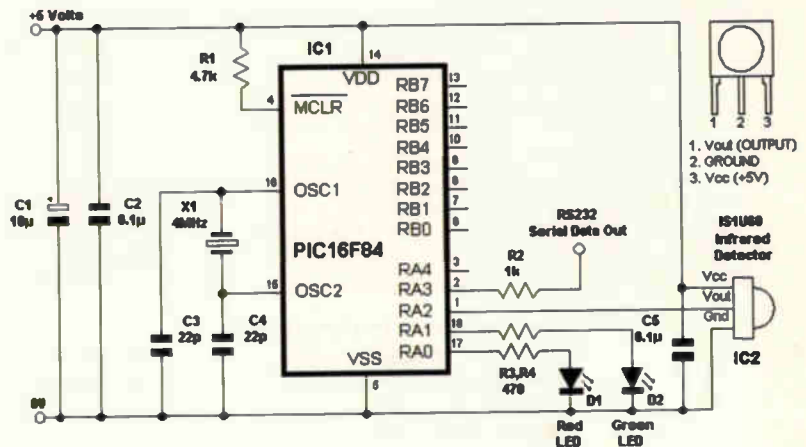 +5 Volts
R1
4.7k
IC1
14
VDD
4
MCLR
RB7
13
RB6
12
RB5
11
RB4
10
RB3
9
RB2
8
RB1
7
RB0
6
C1
10µ
C2
0.1µ
16
OSC1
X1
4MHz
PIC16F84
15
OSC2
C3
22p
C4
22p
VSS
5
RA4
3
RA3
2
RA2
1
RA1
18
RA0
17
R2
1k
RS232
Serial Data Out
R3,R4
470
D1
D2
Red
LED
Green
LED
C5
0.1µ
1
2
3
1. Vout (OUTPUT)
2. GROUND
3. Vcc (+5V)
IS1U60
Infrared
Detector
Vcc
Vout
Gnd
IC2
0V